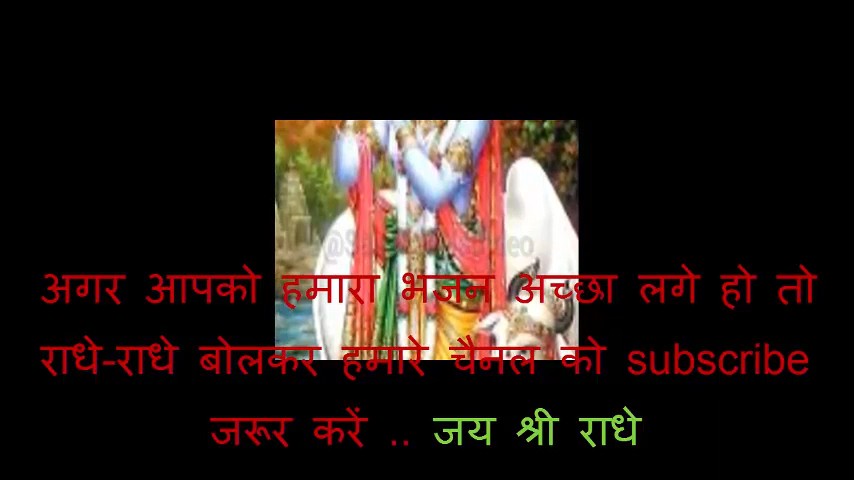 अगर आपको हमारा भजन अच्छा लगे हो तो
राधे-राधे बोलकर हमारे चैनल को subscribe
जरूर करें .. जय श्री राधे